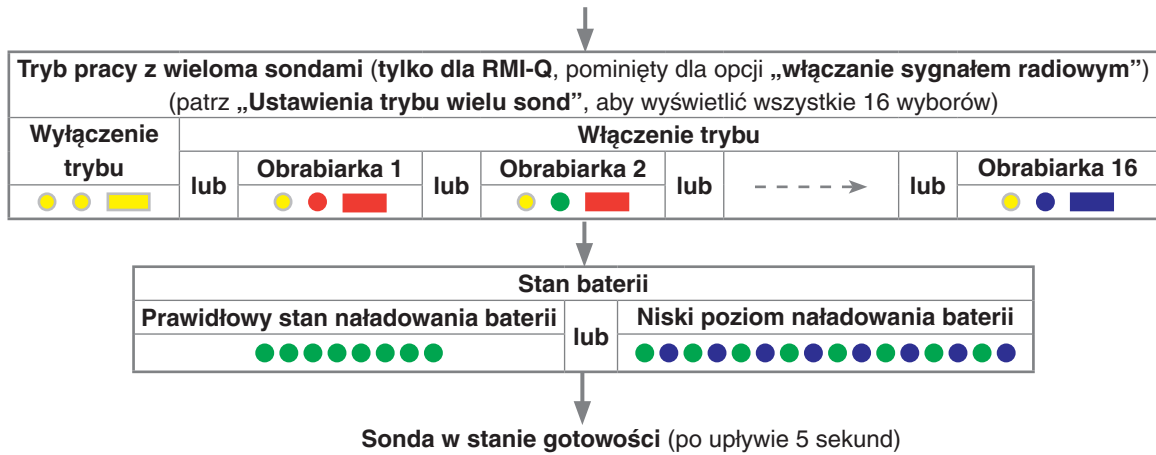 Tryb pracy z wieloma sondami (tylko dla RMI-Q, pominięty dla opcji „włączanie sygnałem radiowym”)
(patrz „Ustawienia trybu wielu sond”, aby wyświetlić wszystkie 16 wyborów)
Wyłączenie
trybu
Włączenie trybu
lub
Obrabiarka 1
lub
Obrabiarka 2
lub
lub
Obrabiarka 16
Stan baterii
Prawidłowy stan naładowania baterii
lub
Niski poziom naładowania baterii
Sonda w stanie gotowości (po upływie 5 sekund)